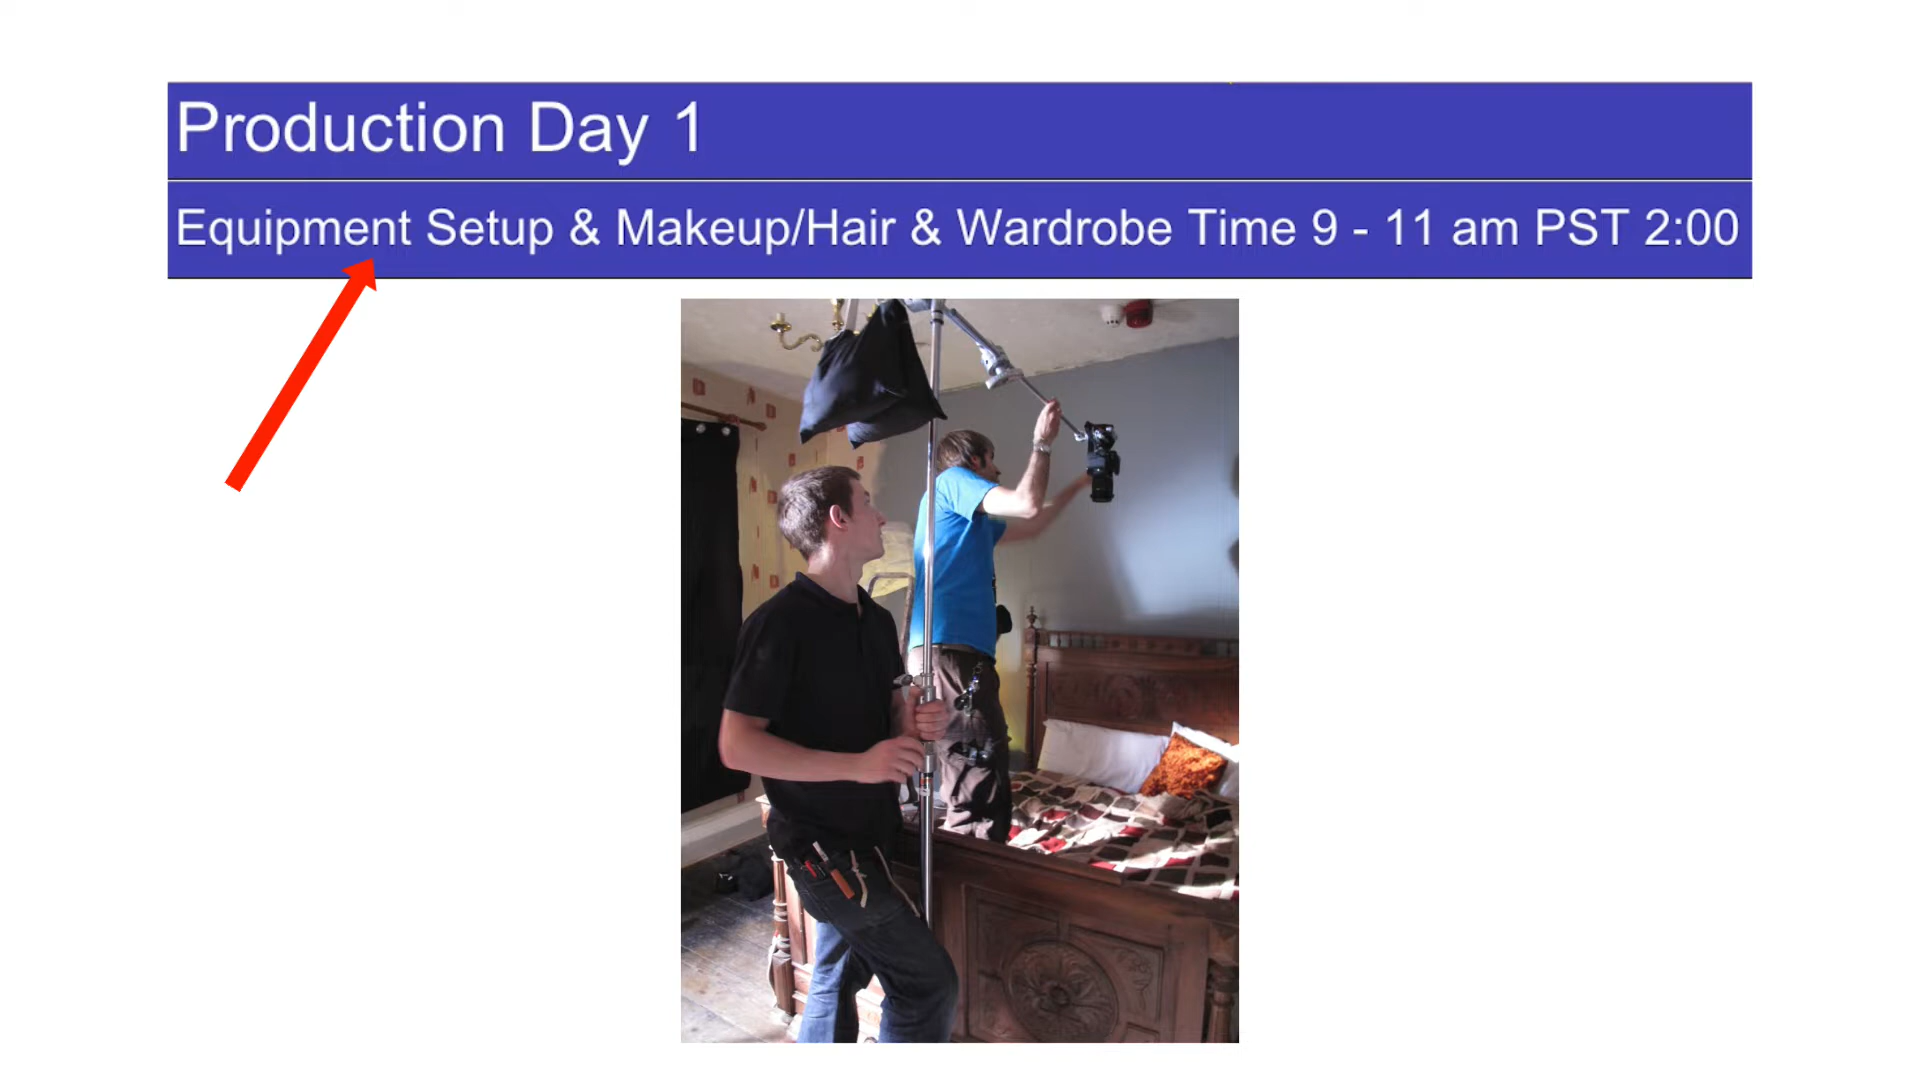 Production Day 1
Equipment Setup & Makeup/Hair & Wardrobe Time 9 - 11 am PST 2:00